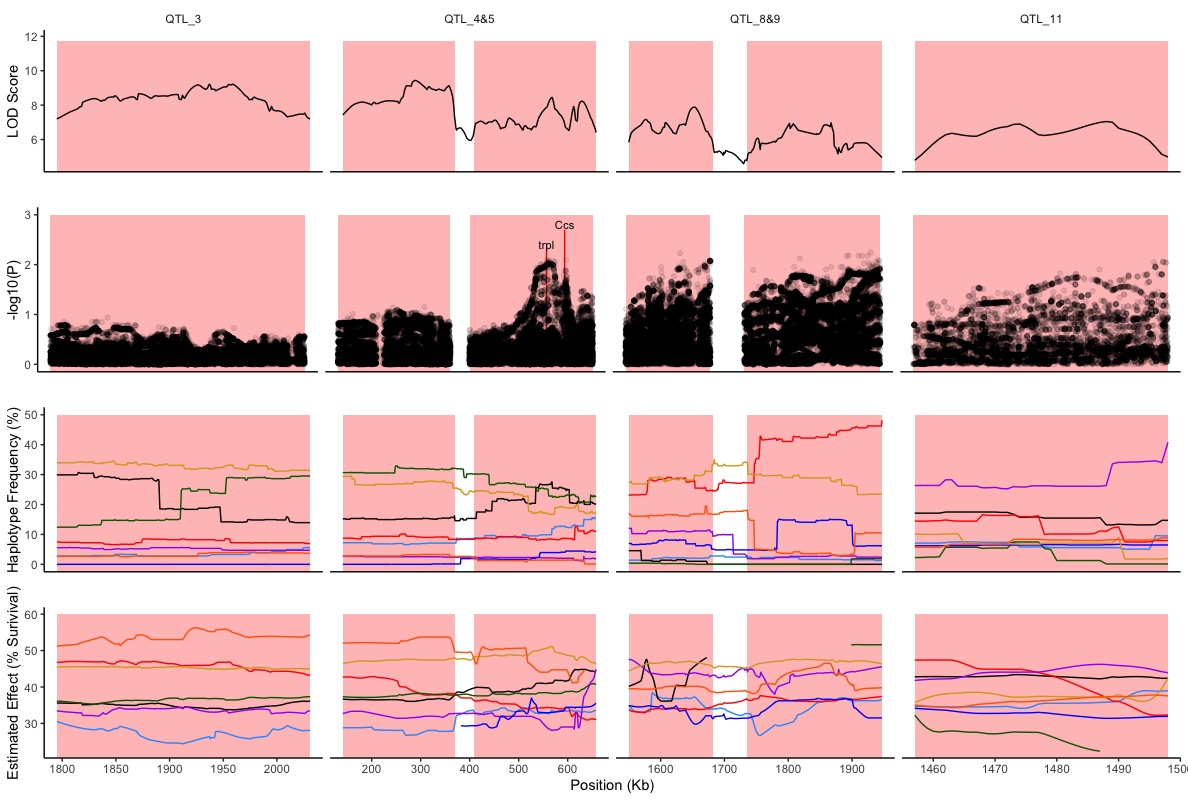 QTL_3 QTL_4&5 QTL_8&9 QTL_11
LOD Score
12
10
8
6
-log10(P)
3
2
1
0
trpl
Ccs
Haplotype Frequency (%)
50
40
30
20
10
0
Estimated Effect (% Surival)
60
50
40
30
1800 1850 1900 1950 2000 200 300 400 500 600 1600 1700 1800 1900 1460 1470 1480 1490 150
Position (Kb)